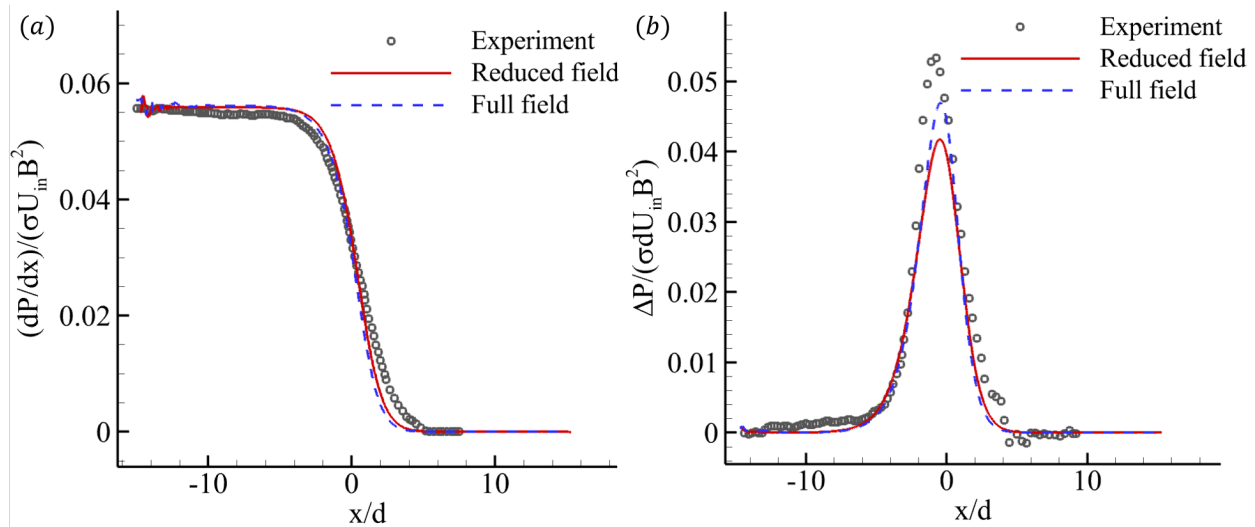 (a)
Experiment
Reduced field
Full field
0.06
0.04
0.02
0
(dP/dx)/(σU_in B²)
-10 0 10
x/d
(b)
Experiment
Reduced field
Full field
0.05
0.04
0.03
0.02
0.01
0
ΔP/(σdU_in B²)
-10 0 10
x/d